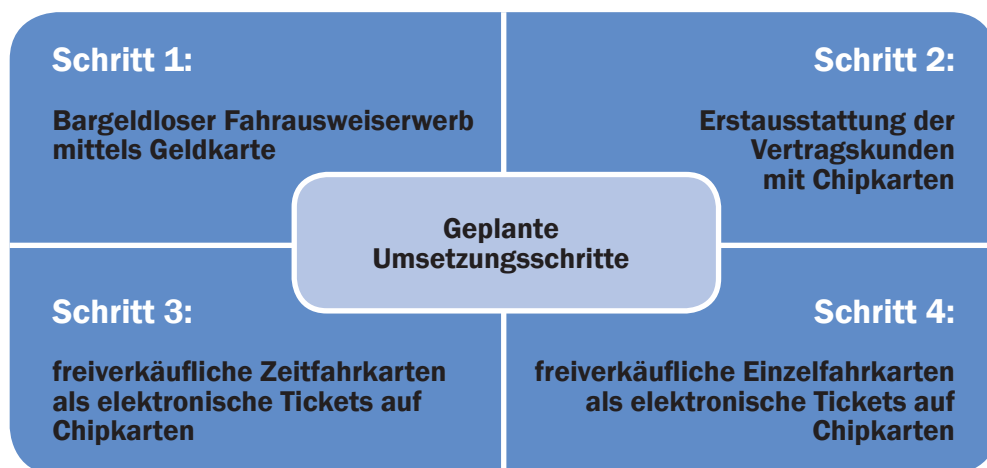 Schritt 1:
Bargeldloser Fahrausweiserwerb
mittels Geldkarte
Schritt 2:
Erstausstattung der
Vertragskunden
mit Chipkarten
Geplante
Umsetzungsschritte
Schritt 3:
freiverkäufliche Zeitfahrkarten
als elektronische Tickets auf
Chipkarten
Schritt 4:
freiverkäufliche Einzelfahrkarten
als elektronische Tickets auf
Chipkarten